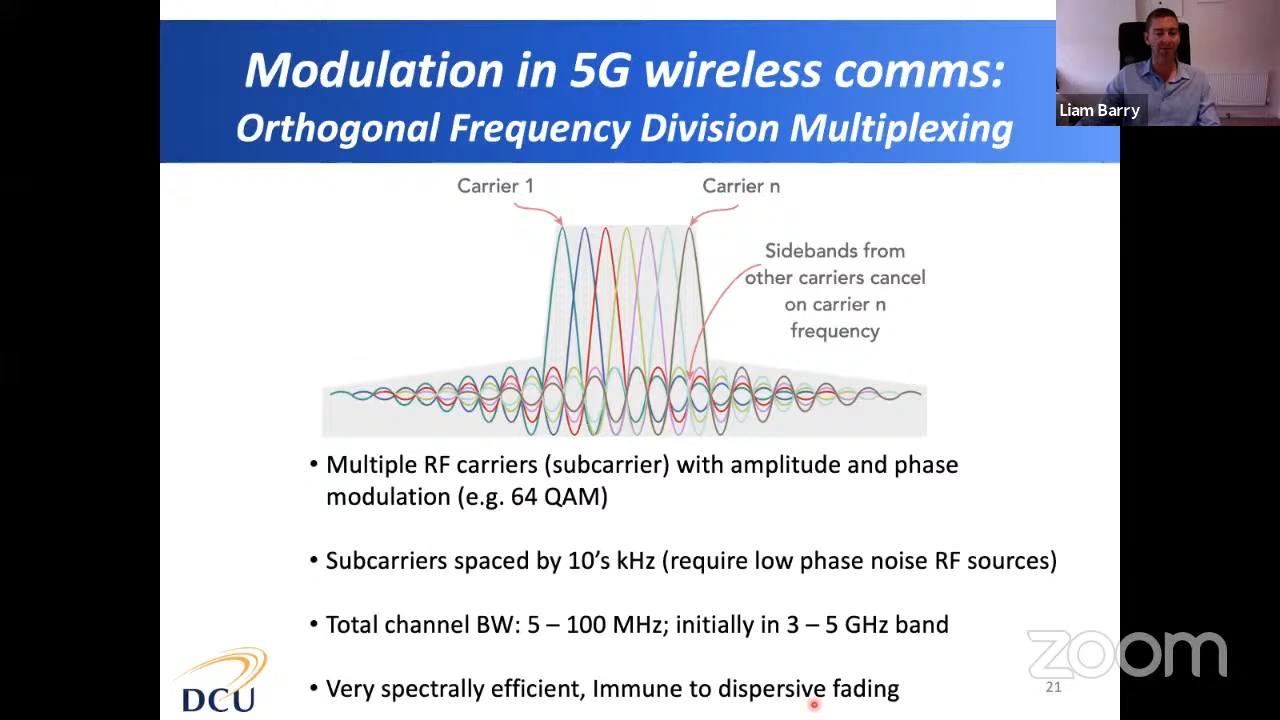 Modulation in 5G wireless comms:
Orthogonal Frequency Division Multiplexing
Liam Barry
Carrier 1
Carrier n
Sidebands from
other carriers cancel
on carrier n
frequency
• Multiple RF carriers (subcarrier) with amplitude and phase
modulation (e.g. 64 QAM)
• Subcarriers spaced by 10’s kHz (require low phase noise RF sources)
• Total channel BW: 5 – 100 MHz; initially in 3 – 5 GHz band
• Very spectrally efficient, Immune to dispersive fading
DCU
zoom
21